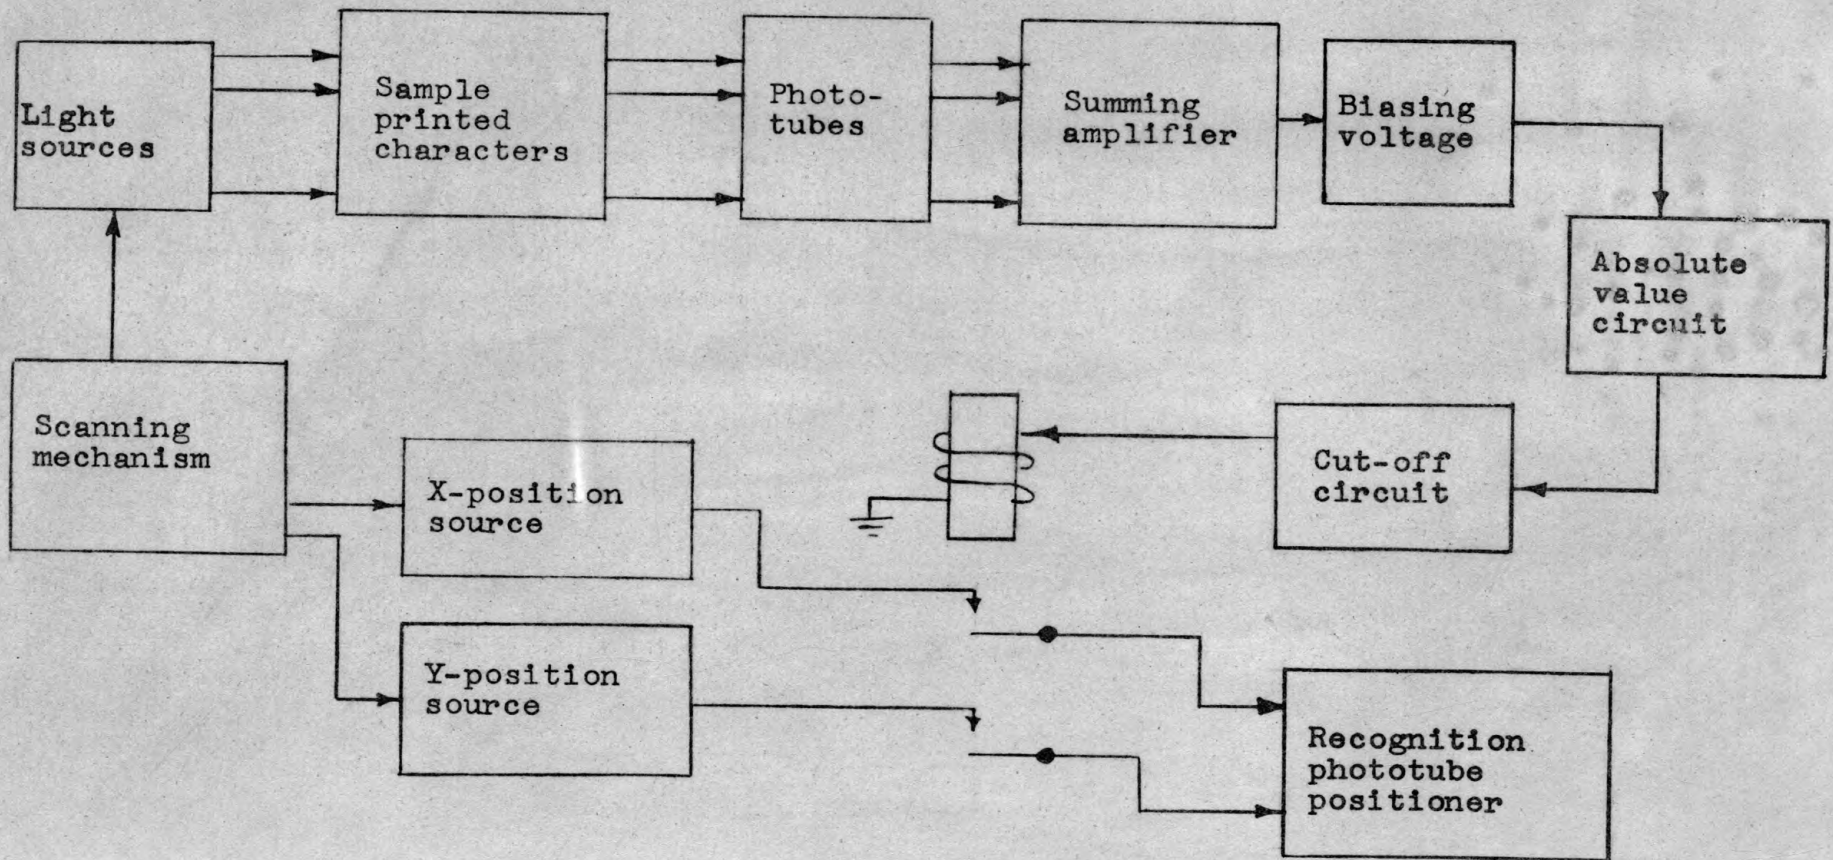 Light
sources
Sample
printed
characters
Photo-
tubes
Summing
amplifier
Biasing
voltage
Absolute
value
circuit
Scanning
mechanism
X-position
source
Cut-off
circuit
Y-position
source
Recognition
phototube
positioner